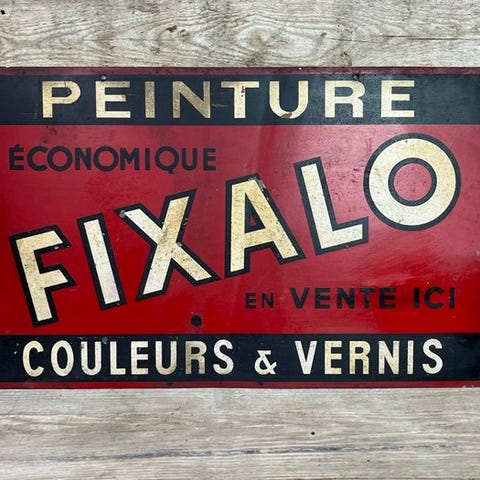 PEINTURE
ÉCONOMIQUE
FIXALO
EN VENTE ICI
COULEURS & VERNIS